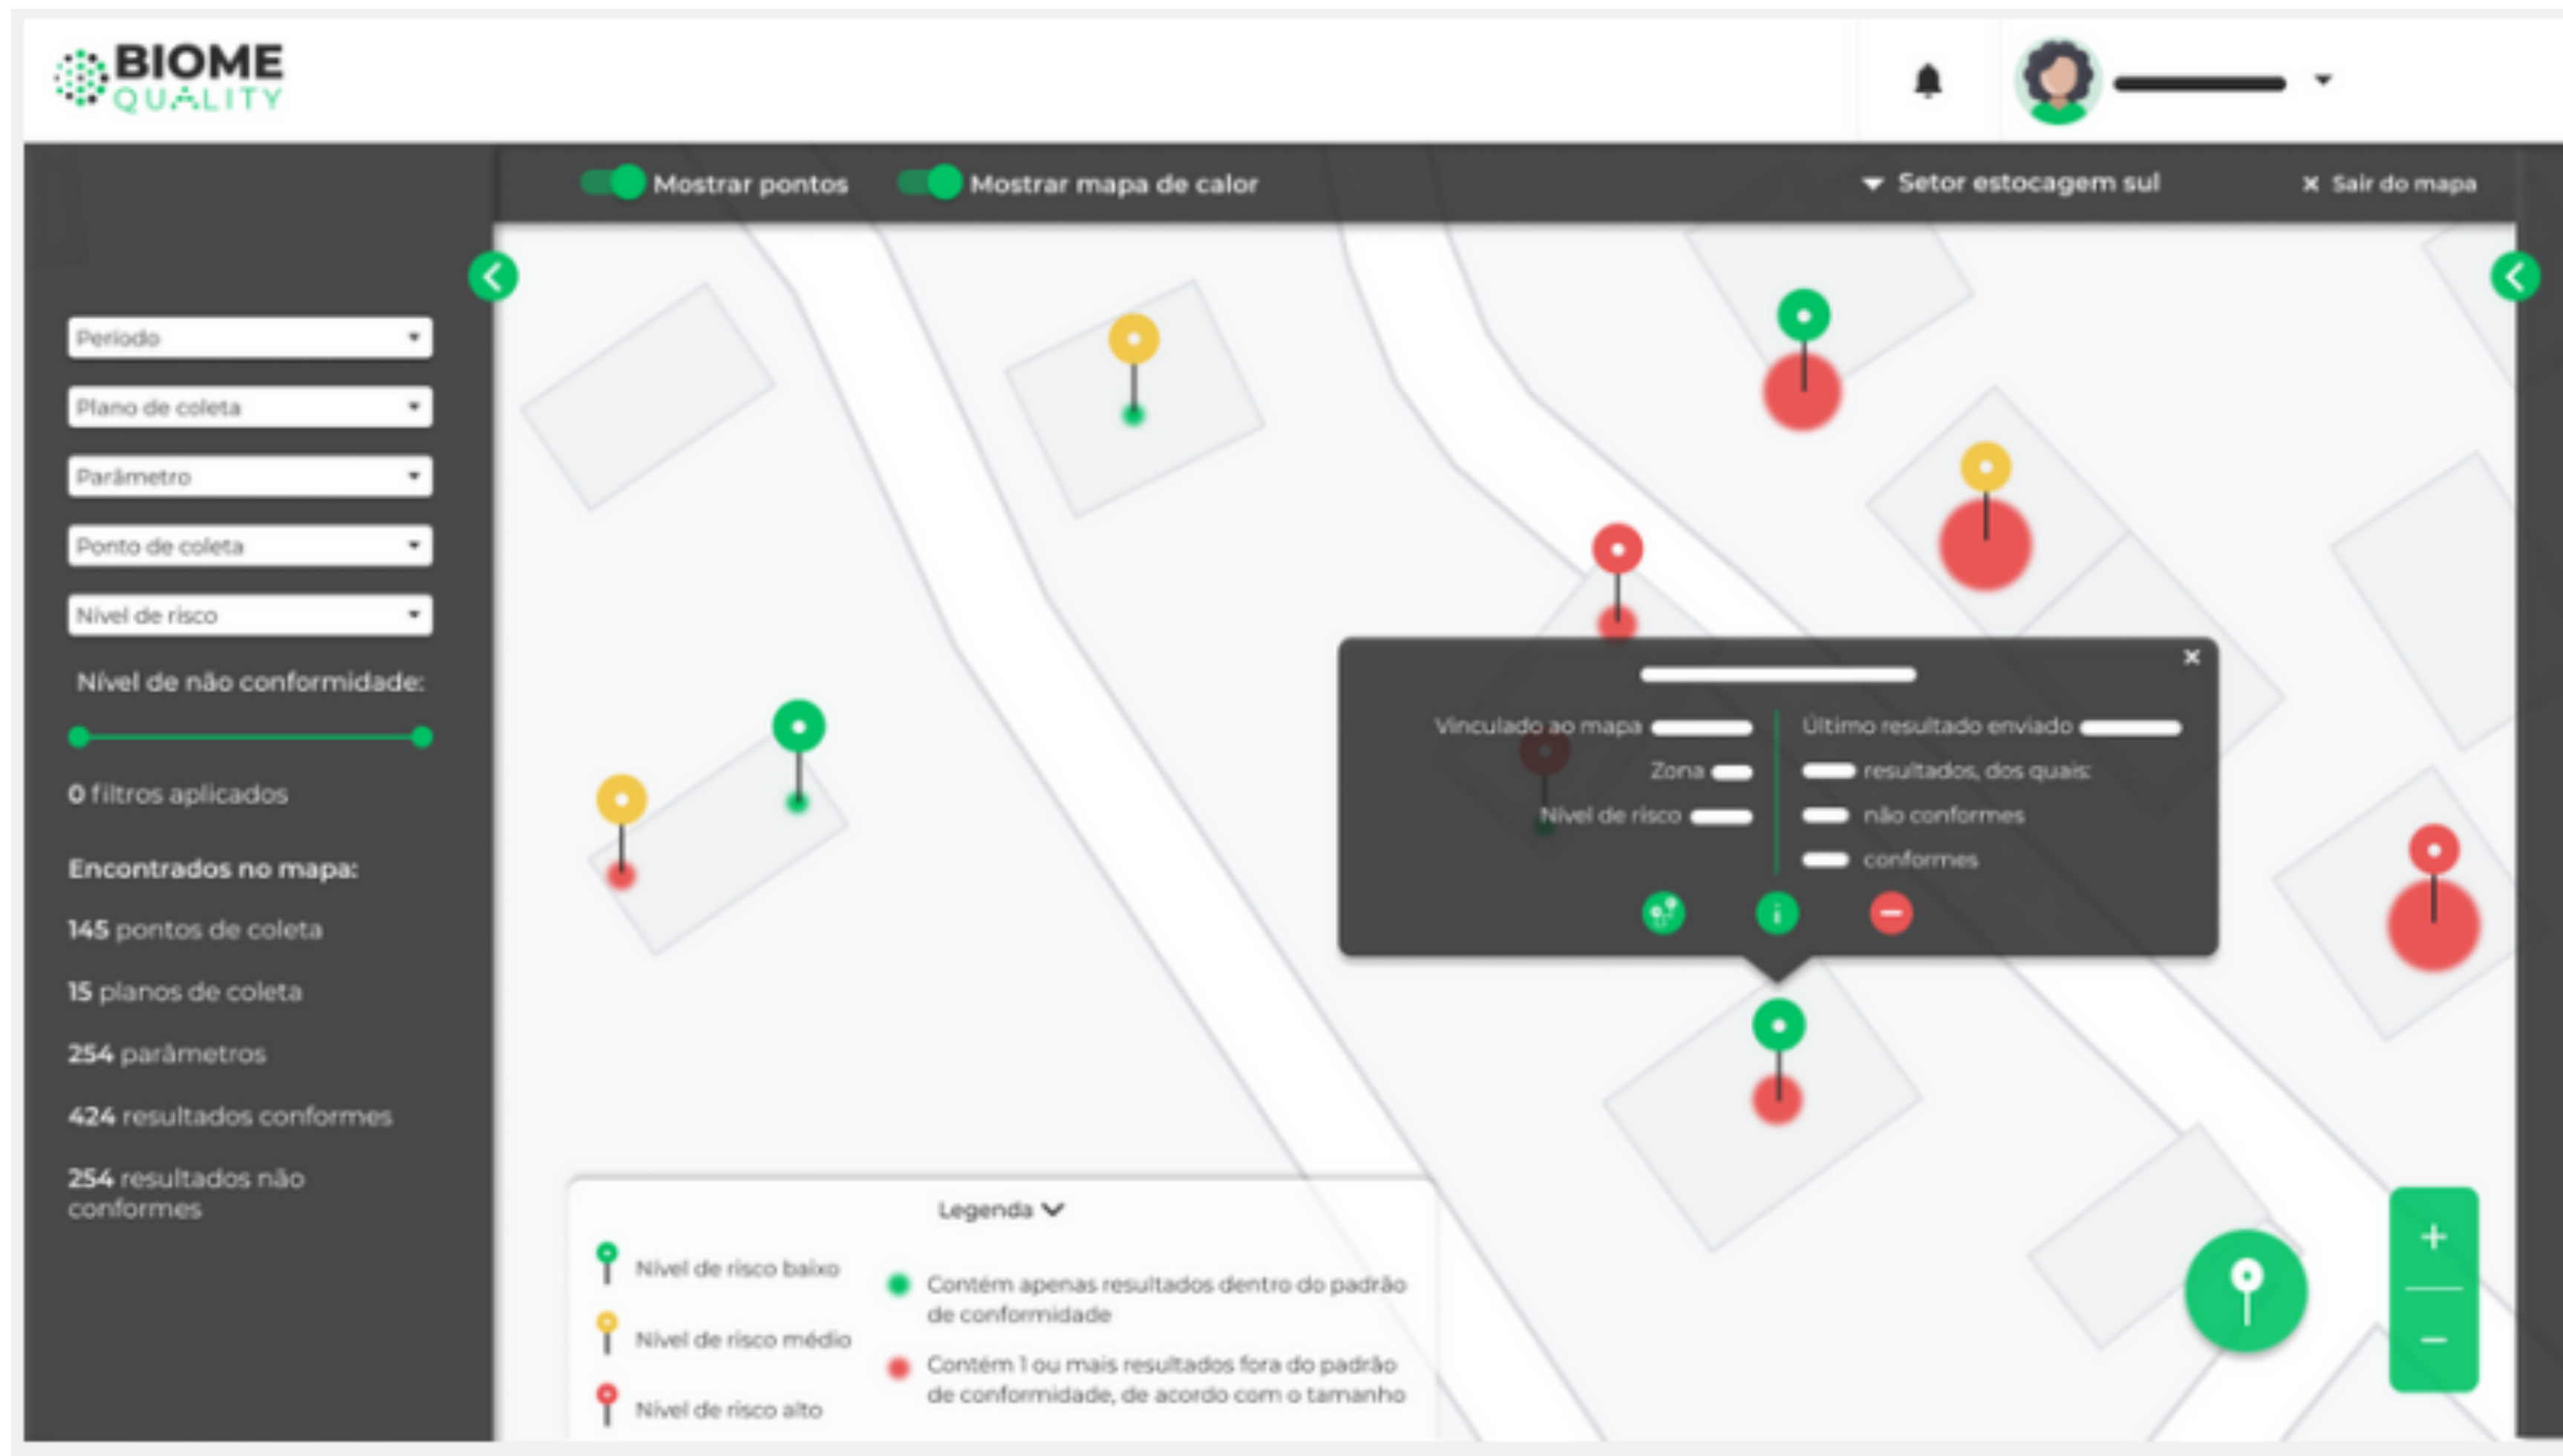 BIOME
QUALITY
Mostrar pontos
Mostrar mapa de calor
Setor estocagem sul
× Sair do mapa
Período
Plano de coleta
Parâmetro
Ponto de coleta
Nível de risco
Nível de não conformidade:
0 filtros aplicados
Encontrados no mapa:
145 pontos de coleta
15 planos de coleta
254 parâmetros
424 resultados conformes
254 resultados não
conformes
Vinculado ao mapa
Zona
Nível de risco
Último resultado enviado
resultados, dos quais:
não conformes
conformes
Legenda
Nível de risco baixo
Nível de risco médio
Nível de risco alto
Contém apenas resultados dentro do padrão
de conformidade
Contém 1 ou mais resultados fora do padrão
de conformidade, de acordo com o tamanho